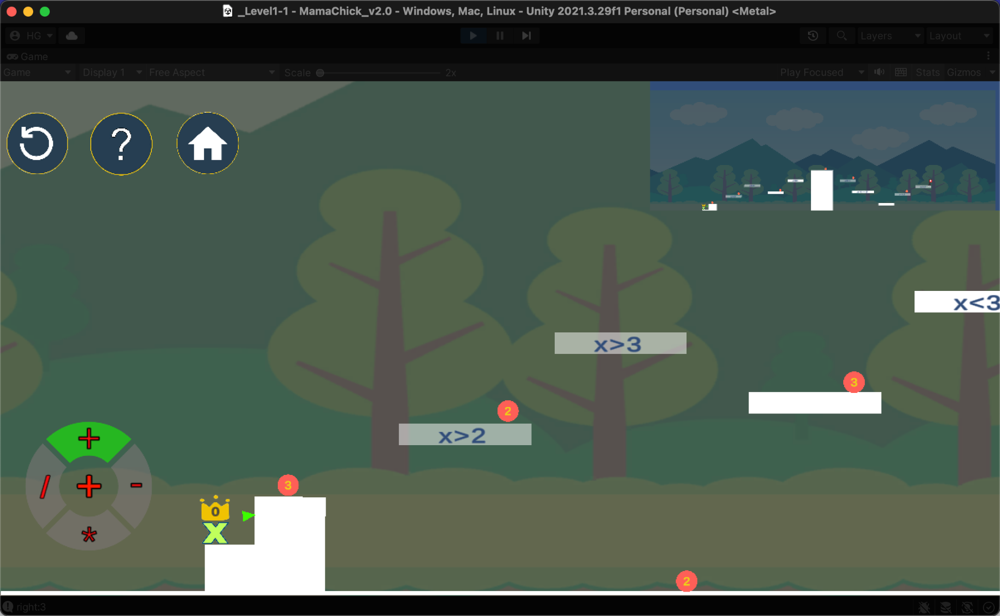 _Level1-1 - MamaChick_v2.0 - Windows, Mac, Linux - Unity 2021.3.29f1 Personal (Personal) <Metal>
HG
Layers
Layout
Game
Game
Display 1
Free Aspect
Scale
2x
Play Focused
Stats
Gizmos
?
x<3
x>3
3
2
x>2
+
/
+
-
*
3
0
X
2
right:3